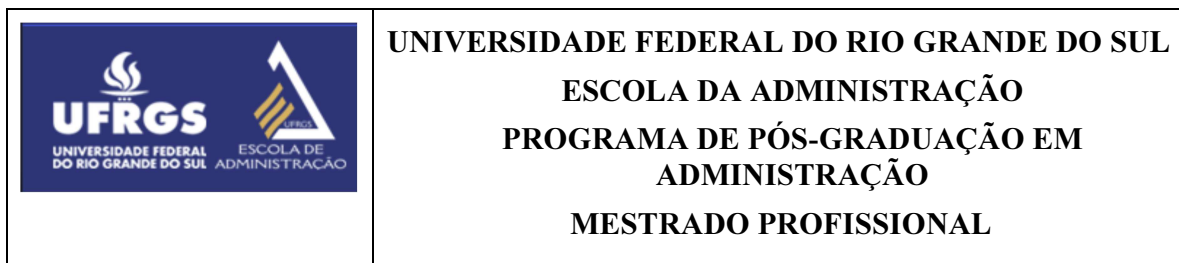 UFRGS
UNIVERSIDADE FEDERAL
DO RIO GRANDE DO SUL
UFRGS
ESCOLA DE
ADMINISTRAÇÃO
UNIVERSIDADE FEDERAL DO RIO GRANDE DO SUL
ESCOLA DA ADMINISTRAÇÃO
PROGRAMA DE PÓS-GRADUAÇÃO EM
ADMINISTRAÇÃO
MESTRADO PROFISSIONAL